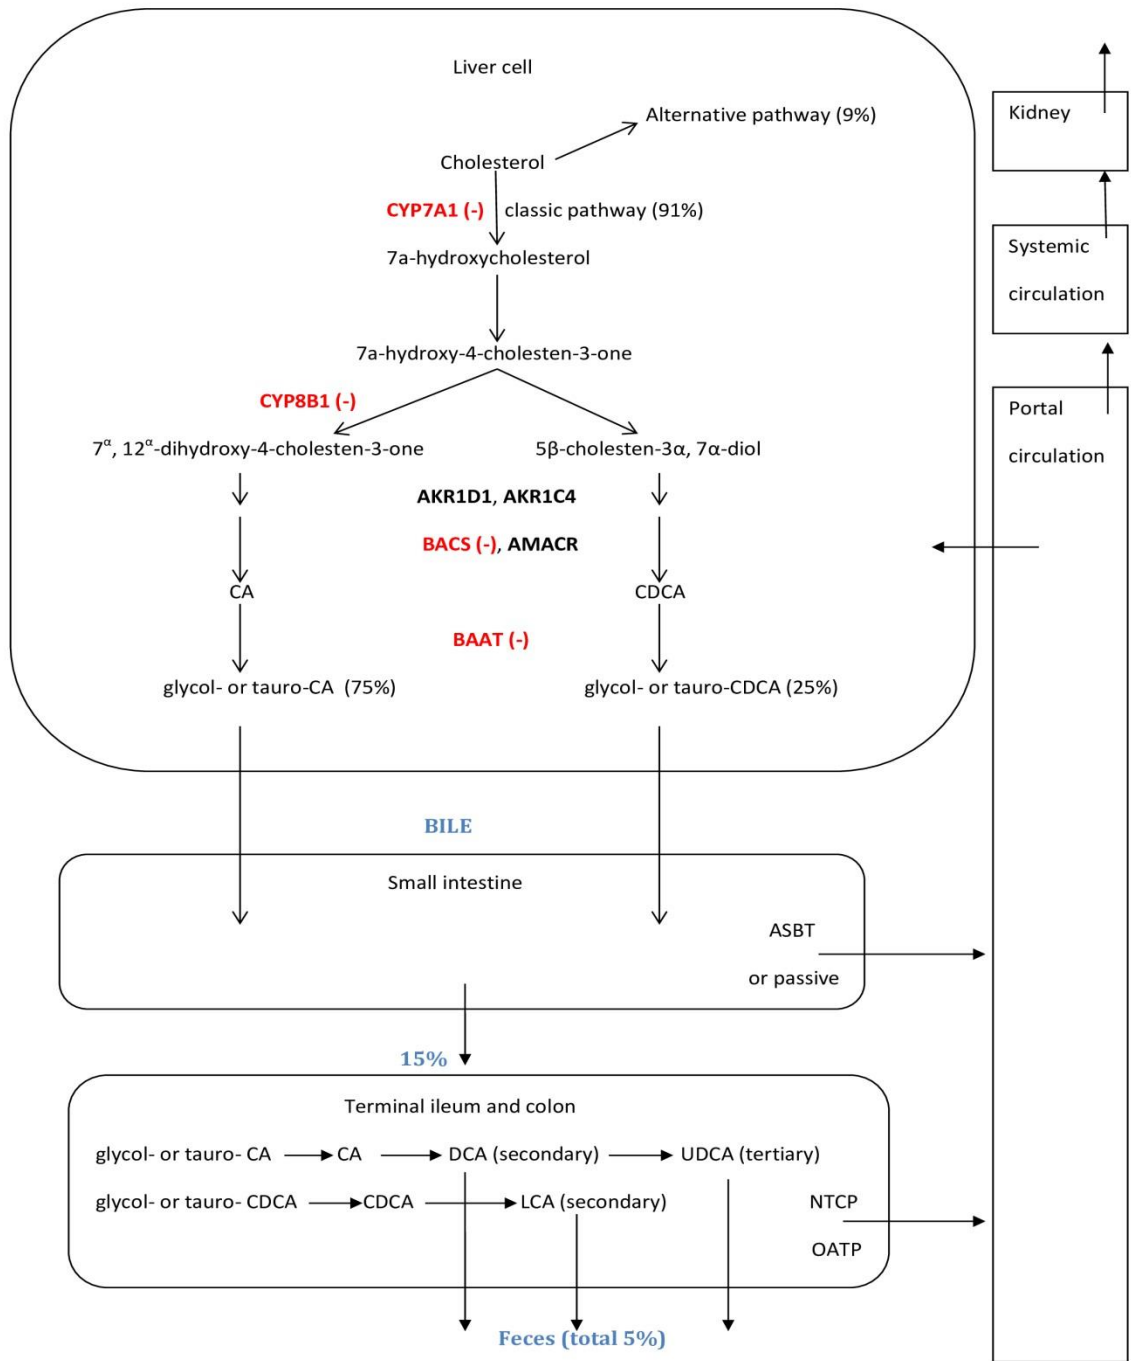 Liver cell
Alternative pathway (9%)
Kidney
Cholesterol
CYP7A1 (-)
classic pathway (91%)
Systemic
circulation
7a-hydroxycholesterol
7a-hydroxy-4-cholesten-3-one
CYP8B1 (-)
Portal
circulation
7α, 12α-dihydroxy-4-cholesten-3-one
5β-cholesten-3α, 7α-diol
AKR1D1, AKR1C4
BACS (-), AMACR
CA
CDCA
BAAT (-)
glycol- or tauro-CA (75%)
glycol- or tauro-CDCA (25%)
BILE
Small intestine
ASBT
or passive
15%
Terminal ileum and colon
glycol- or tauro- CA
CA
DCA (secondary)
UDCA (tertiary)
glycol- or tauro- CDCA
CDCA
LCA (secondary)
NTCP
OATP
Feces (total 5%)